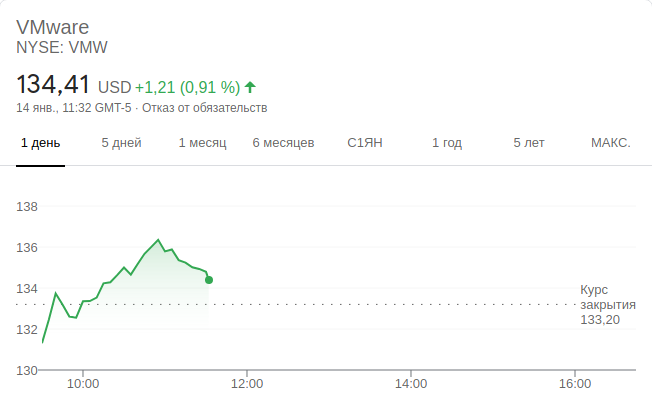 VMware
NYSE: VMW
134,41 USD +1,21 (0,91 %)
14 янв., 11:32 GMT-5 · Отказ от обязательств
1 день 5 дней 1 месяц 6 месяцев С1ЯН 1 год 5 лет МАКС.
138
136
134
132
130
Курс
закрытия
133,20
10:00 12:00 14:00 16:00